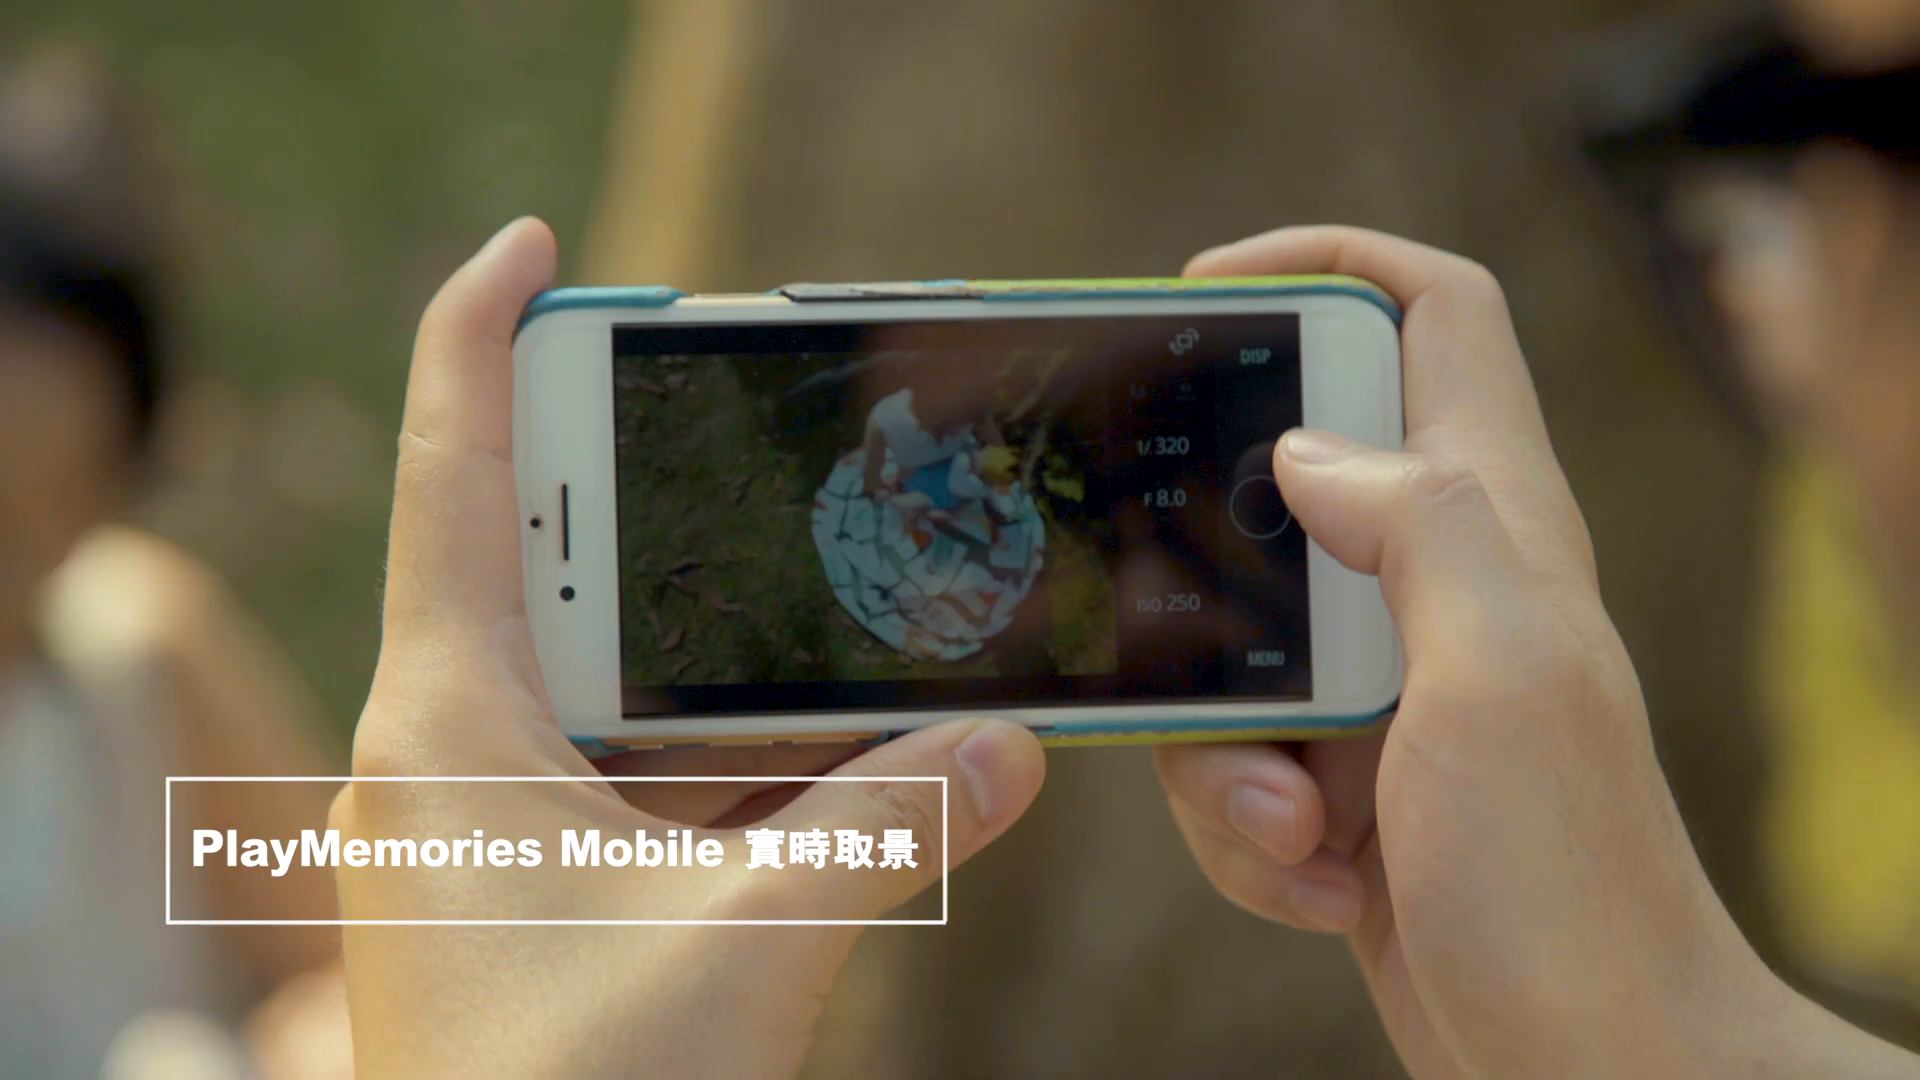 DISP
1/320
F8.0
ISO 250
MENU
PlayMemories Mobile 實時取景